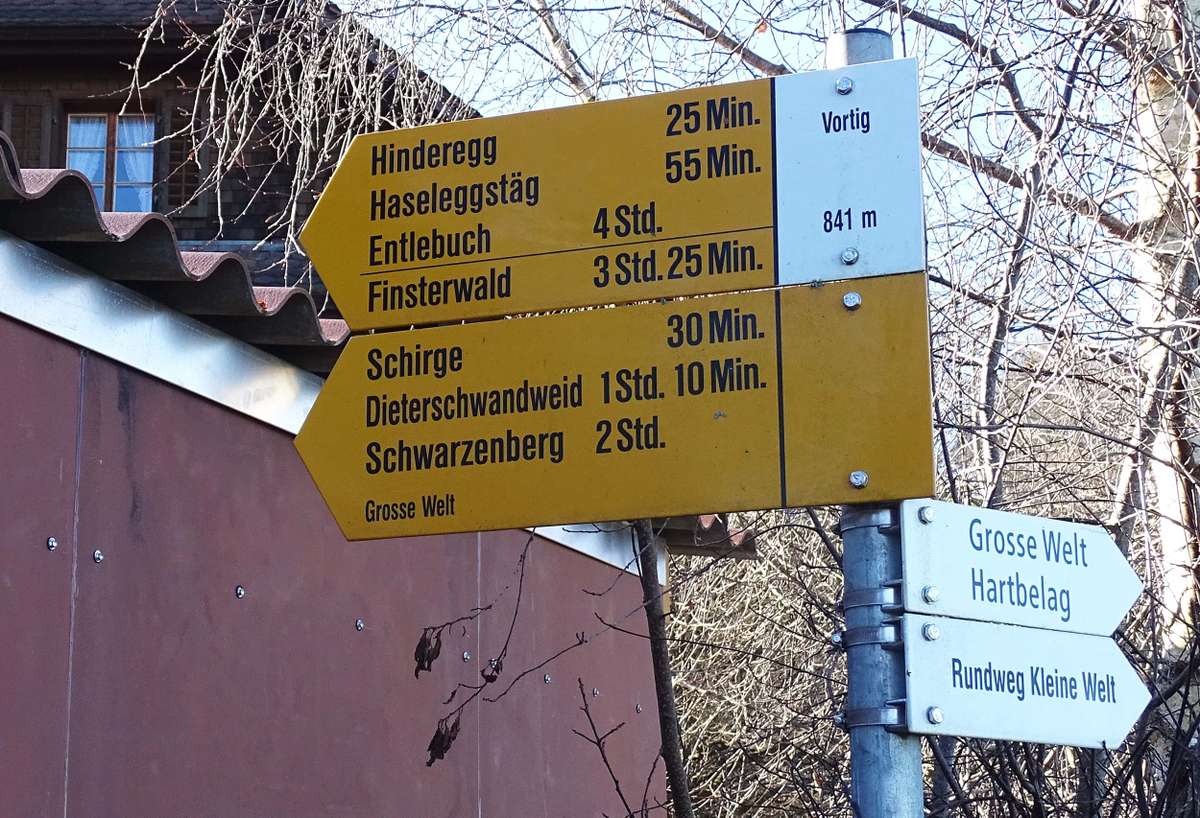 Hinderegg 25 Min.
Haseleggstäg 55 Min.
Entlebuch 4 Std.
Finsterwald 3 Std. 25 Min.
Vortig
841 m
Schirge 30 Min.
Dieterschwandweid 1 Std. 10 Min.
Schwarzenberg 2 Std.
Grosse Welt
Grosse Welt
Hartbelag
Rundweg Kleine Welt